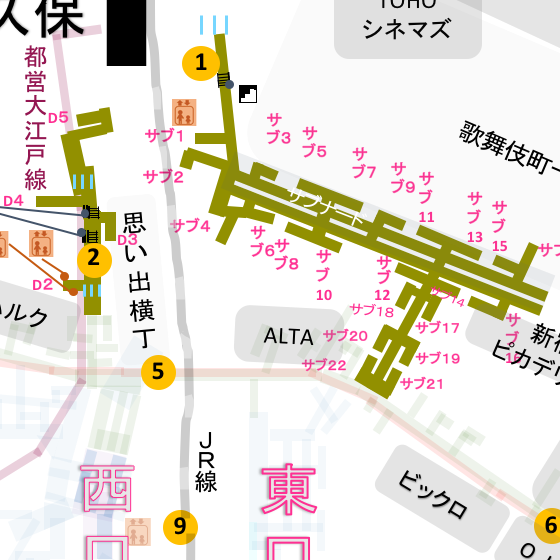 久保
TOHO
シネマズ
都営大江戸線
1
D5
サブ1
サブ2
サブ3
サブ5
サブ7
サブ9
サブ11
サブ13
サブ15
歌舞伎町一
サブナード
D4
D3
D2
2
サブ4
サブ6
サブ8
サブ10
サブ12
サブ14
サブ18
サブ17
サブ20
サブ19
サブ22
サブ21
思い出横丁
ハルク
ALTA
新宿
ピカデリ
5
JR線
西口
東口
ビックロ
9
6